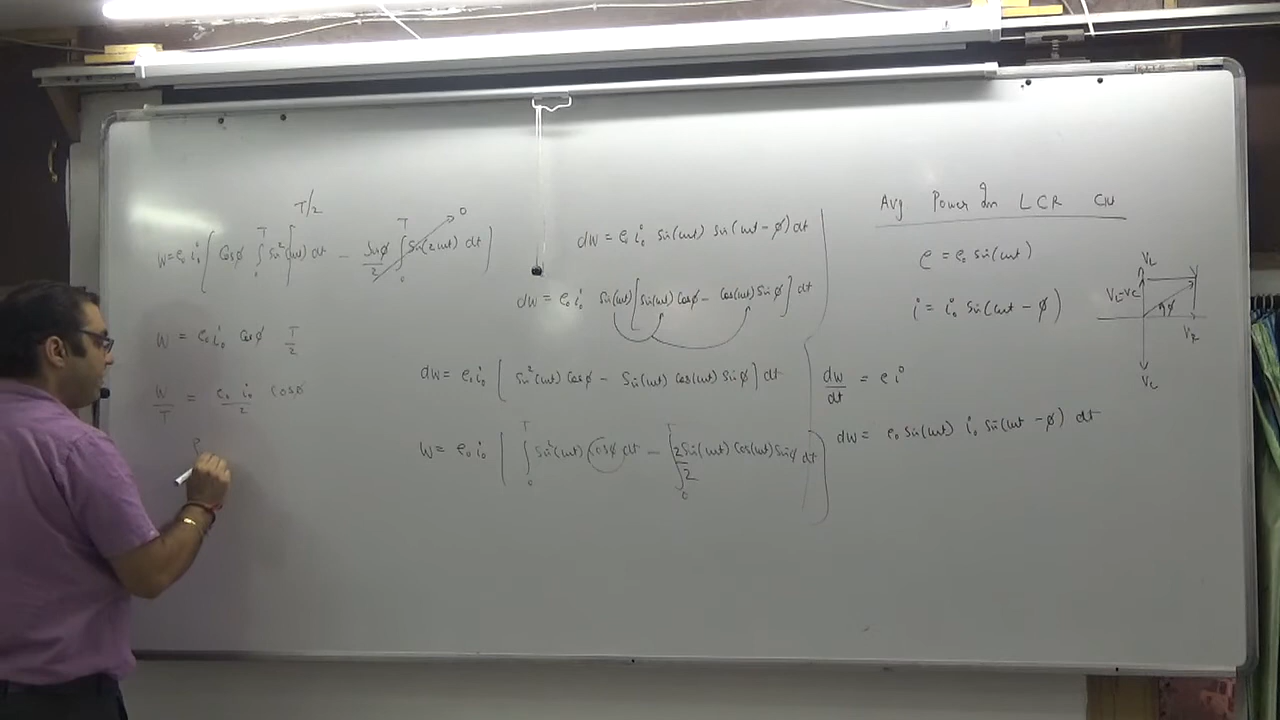 Avg Power In LCR Ckt
e = e₀ sin(ωt)
i = i₀ sin(ωt - φ)
V_L
V
V_L-V_C
φ
V_R
V_C
dw/dt = e i
dw = e₀ sin(ωt) i₀ sin(ωt - φ) dt
dw = e₀ i₀ sin(ωt) sin(ωt - φ) dt
dw = e₀ i₀ sin(ωt) [sin(ωt) cosφ - cos(ωt) sinφ] dt
dw = e₀ i₀ [sin²(ωt) cosφ - sin(ωt) cos(ωt) sinφ] dt
w = e₀ i₀ [∫₀ᵀ sin²(ωt) cosφ dt - ∫₀ᵀ 2 sin(ωt) cos(ωt) sinφ dt / 2]
T/2
w = e₀ i₀ [cosφ ∫₀ᵀ sin²(ωt) dt - sinφ/2 ∫₀ᵀ sin(2ωt) dt] 0
w = e₀ i₀ cosφ T/2
w/T = e₀ i₀/2 cosφ
P